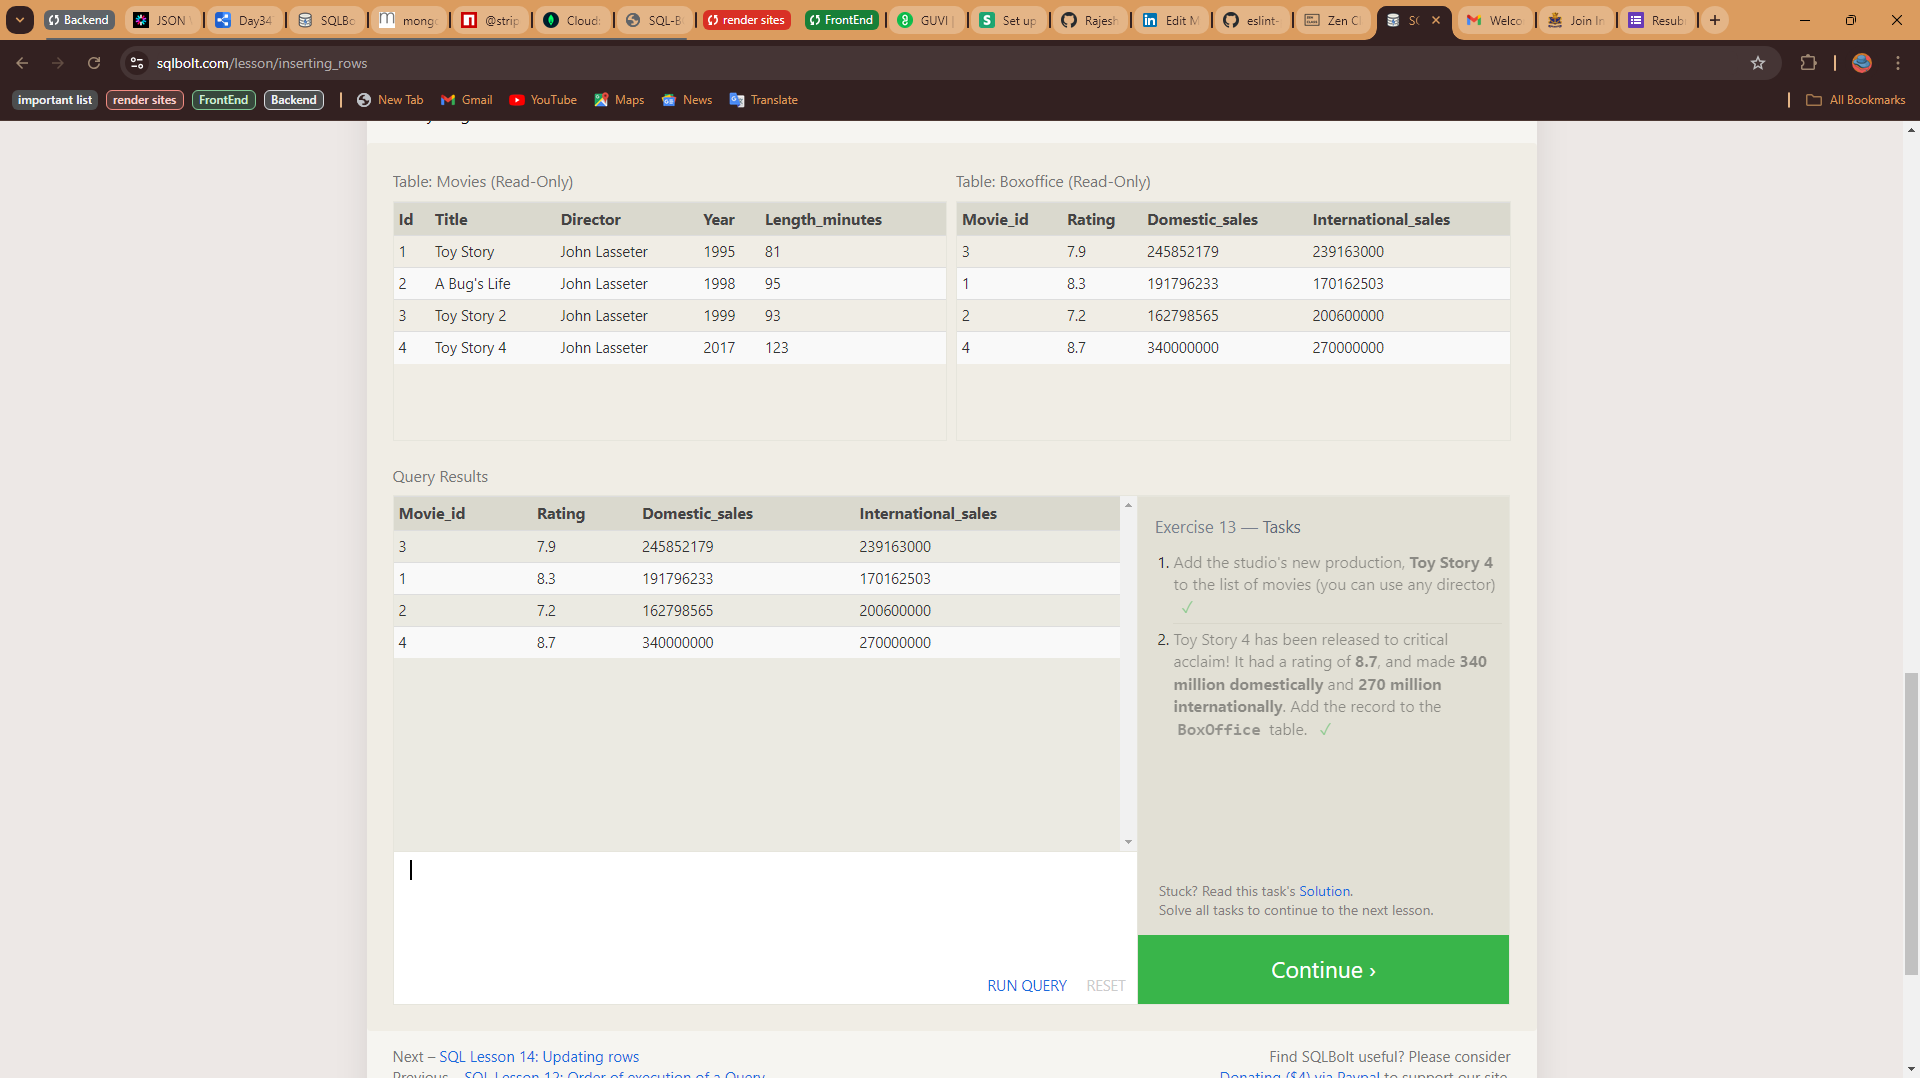 Backend
JSON
Day34
SQLBo
mong
@strip
Cloud
SQL-B
render sites
FrontEnd
GUVI
Set up
Rajesh
Edit M
eslint-
Zen C
Welco
Join In
Resub
sqlbolt.com/lesson/inserting_rows
important list
render sites
FrontEnd
Backend
New Tab
Gmail
YouTube
Maps
News
Translate
All Bookmarks
Table: Movies (Read-Only)
Id Title Director Year Length_minutes
1 Toy Story John Lasseter 1995 81
2 A Bug's Life John Lasseter 1998 95
3 Toy Story 2 John Lasseter 1999 93
4 Toy Story 4 John Lasseter 2017 123
Table: Boxoffice (Read-Only)
Movie_id Rating Domestic_sales International_sales
3 7.9 245852179 239163000
1 8.3 191796233 170162503
2 7.2 162798565 200600000
4 8.7 340000000 270000000
Query Results
Movie_id Rating Domestic_sales International_sales
3 7.9 245852179 239163000
1 8.3 191796233 170162503
2 7.2 162798565 200600000
4 8.7 340000000 270000000
RUN QUERY RESET
Exercise 13 — Tasks
1. Add the studio's new production, Toy Story 4
to the list of movies (you can use any director)
✓
2. Toy Story 4 has been released to critical
acclaim! It had a rating of 8.7, and made 340
million domestically and 270 million
internationally. Add the record to the
BoxOffice table. ✓
Stuck? Read this task's Solution.
Solve all tasks to continue to the next lesson.
Continue ›
Next – SQL Lesson 14: Updating rows
Previous – SQL Lesson 12: Order of execution of a Query
Find SQLBolt useful? Please consider
Donating ($4) via Paypal to support our site.